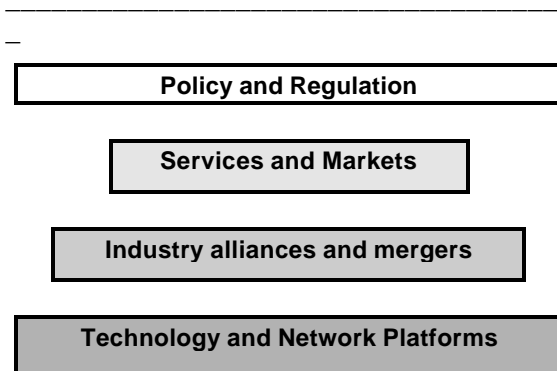 Policy and Regulation
Services and Markets
Industry alliances and mergers
Technology and Network Platforms